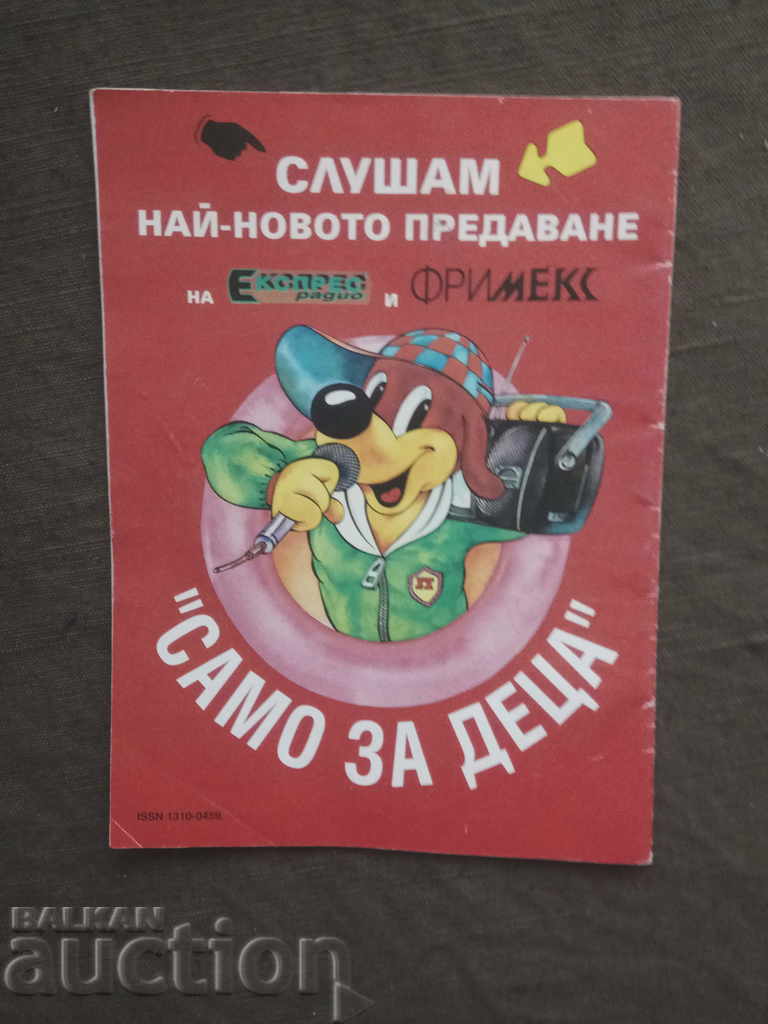 СЛУШАМ
НАЙ-НОВОТО ПРЕДАВАНЕ
НА ЕКСПРЕС радио И ФРИМЕКС
"САМО ЗА ДЕЦА"
ISSN 1310-0459
BALKAN
auction